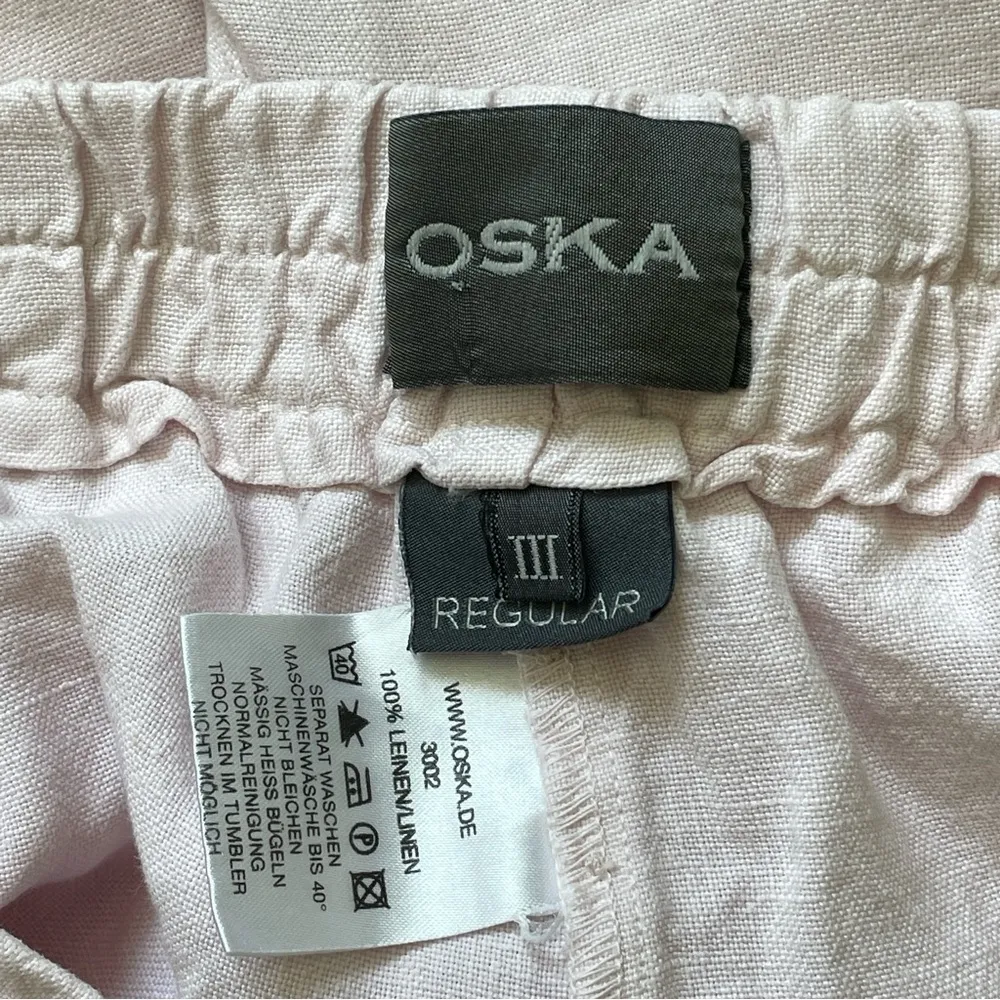 OSKA
III
REGULAR
WWW.OSKA.DE
3002
100% LEINEN/LINEN
40
P
SEPARAT WASCHEN
MASCHINENWÄSCHE BIS 40°
NICHT BLEICHEN
MÄSSIG HEISS BÜGELN
NORMALREINIGUNG
TROCKNEN IM TUMBLER
NICHT MÖGLICH